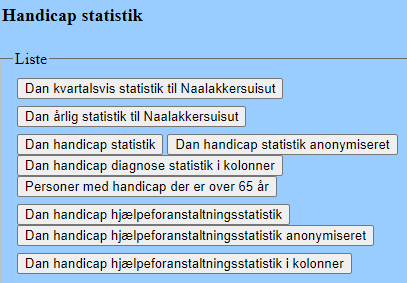 Handicap statistik
Liste
Dan kvartalsvis statistik til Naalakkersuisut
Dan årlig statistik til Naalakkersuisut
Dan handicap statistik Dan handicap statistik anonymiseret
Dan handicap diagnose statistik i kolonner
Personer med handicap der er over 65 år
Dan handicap hjælpeforanstaltningsstatistik
Dan handicap hjælpeforanstaltningsstatistik anonymiseret
Dan handicap hjælpeforanstaltningsstatistik i kolonner